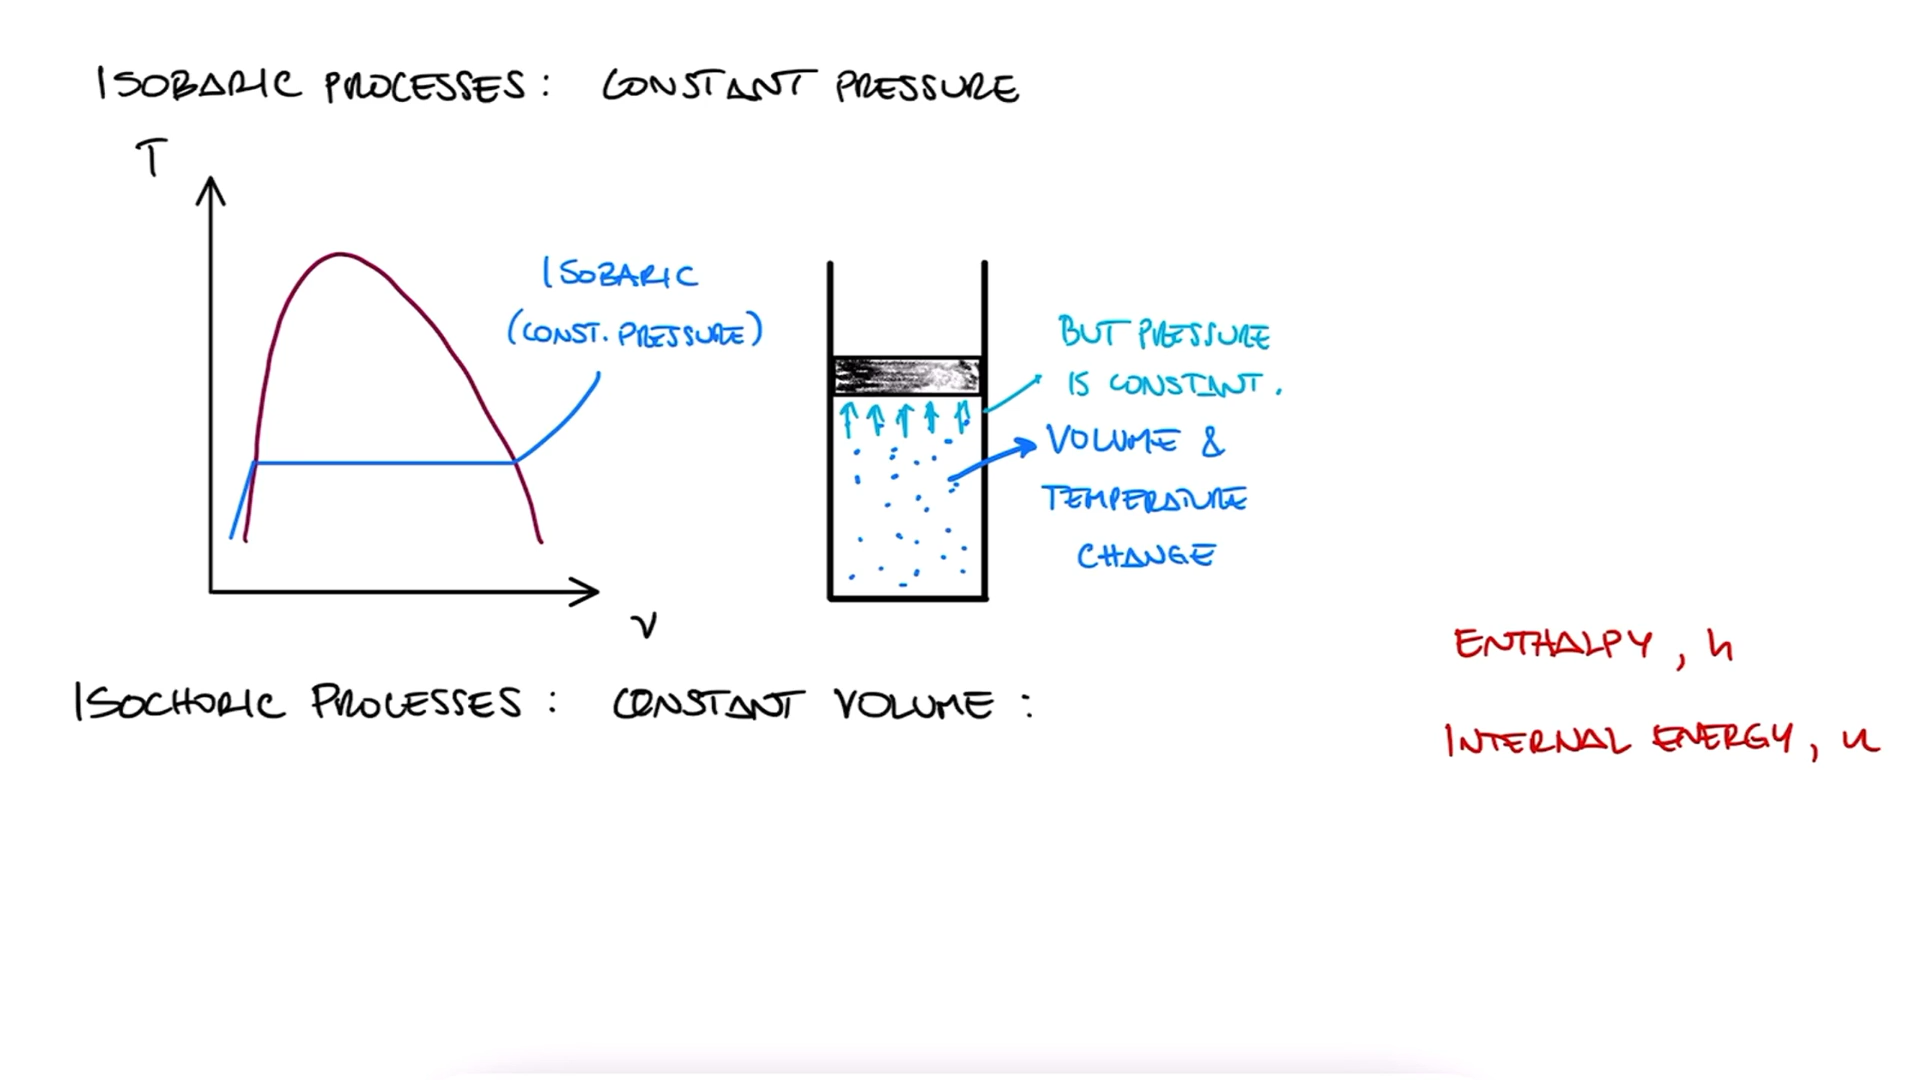 ISOBARIC PROCESSES: CONSTANT PRESSURE
T
ISOBARIC
(CONST. PRESSURE)
BUT PRESSURE
IS CONSTANT.
VOLUME &
TEMPERATURE
CHANGE
ν
ENTHALPY, h
ISOCHORIC PROCESSES: CONSTANT VOLUME:
INTERNAL ENERGY, u